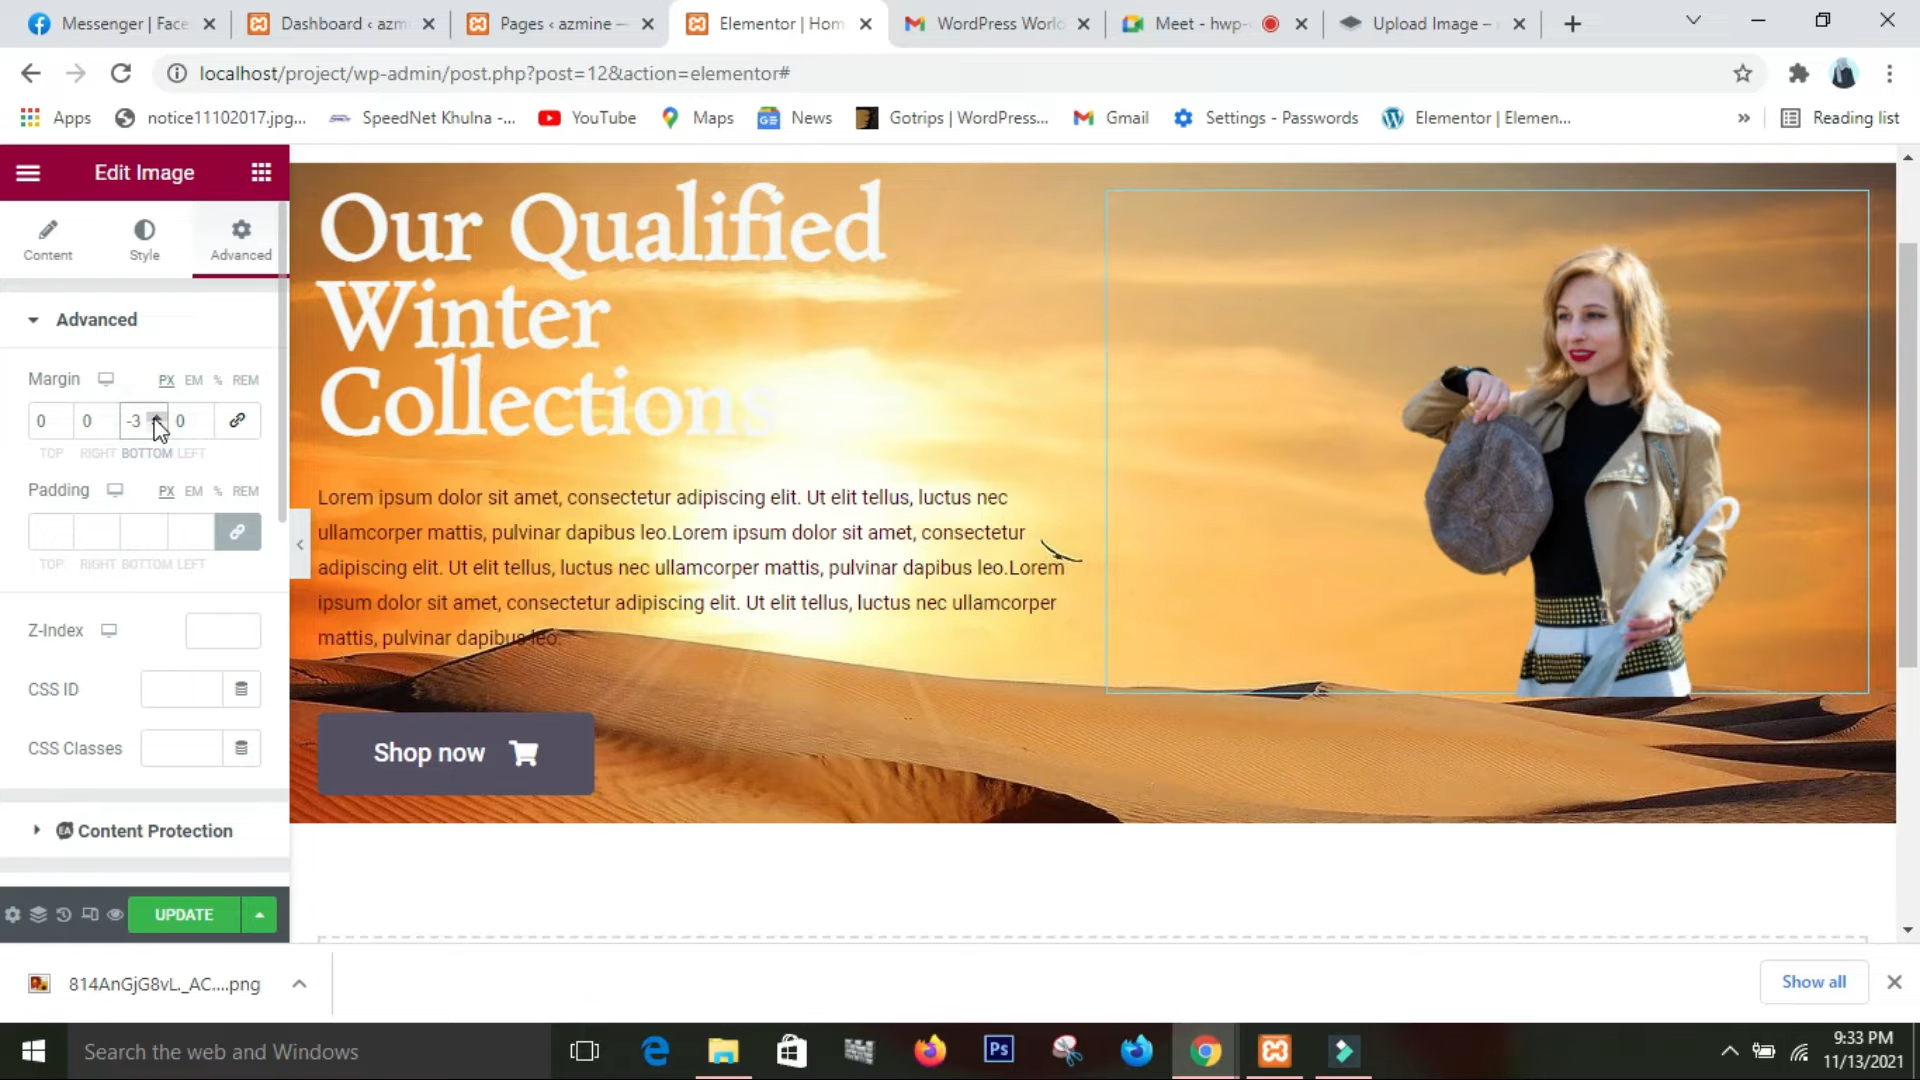 Messenger | Face
Dashboard ‹ azmi
Pages ‹ azmine —
Elementor | Hom
WordPress World
Meet - hwp-
Upload Image –
localhost/project/wp-admin/post.php?post=12&action=elementor#
Apps
notice11102017.jpg...
SpeedNet Khulna -...
YouTube
Maps
News
Gotrips | WordPress...
Gmail
Settings - Passwords
Elementor | Elemen...
»
Reading list
Edit Image
Content
Style
Advanced
Advanced
Margin
PX EM % REM
0 0 -3 0
TOP RIGHT BOTTOM LEFT
Padding
PX EM % REM
TOP RIGHT BOTTOM LEFT
Z-Index
CSS ID
CSS Classes
EA Content Protection
UPDATE
Our Qualified
Winter
Collections
Lorem ipsum dolor sit amet, consectetur adipiscing elit. Ut elit tellus, luctus nec
ullamcorper mattis, pulvinar dapibus leo.Lorem ipsum dolor sit amet, consectetur
adipiscing elit. Ut elit tellus, luctus nec ullamcorper mattis, pulvinar dapibus leo.Lorem
ipsum dolor sit amet, consectetur adipiscing elit. Ut elit tellus, luctus nec ullamcorper
mattis, pulvinar dapibus leo.
Shop now
814AnGjG8vL._AC....png
Show all
Search the web and Windows
Ps
9:33 PM
11/13/2021